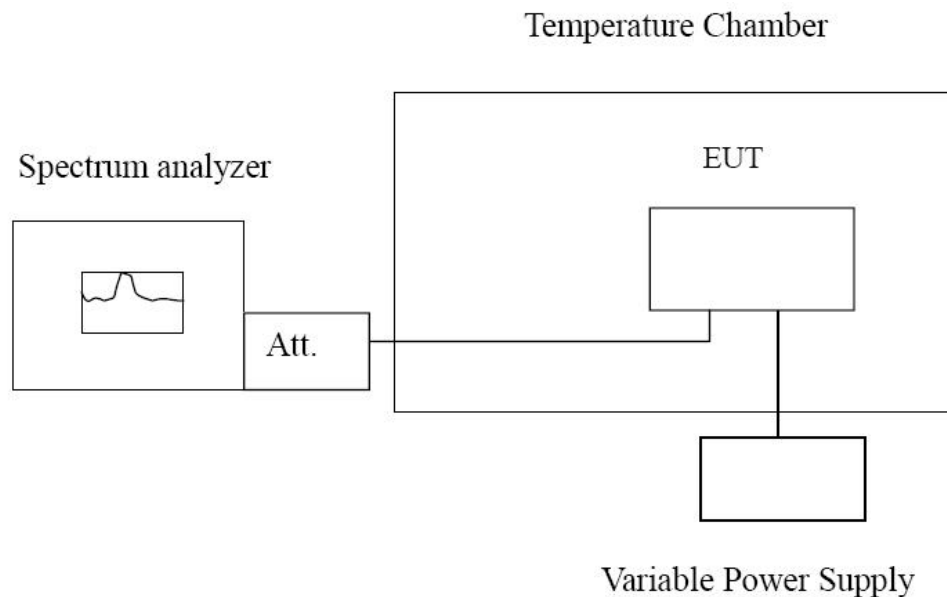 Temperature Chamber
Spectrum analyzer
EUT
Att.
Variable Power Supply